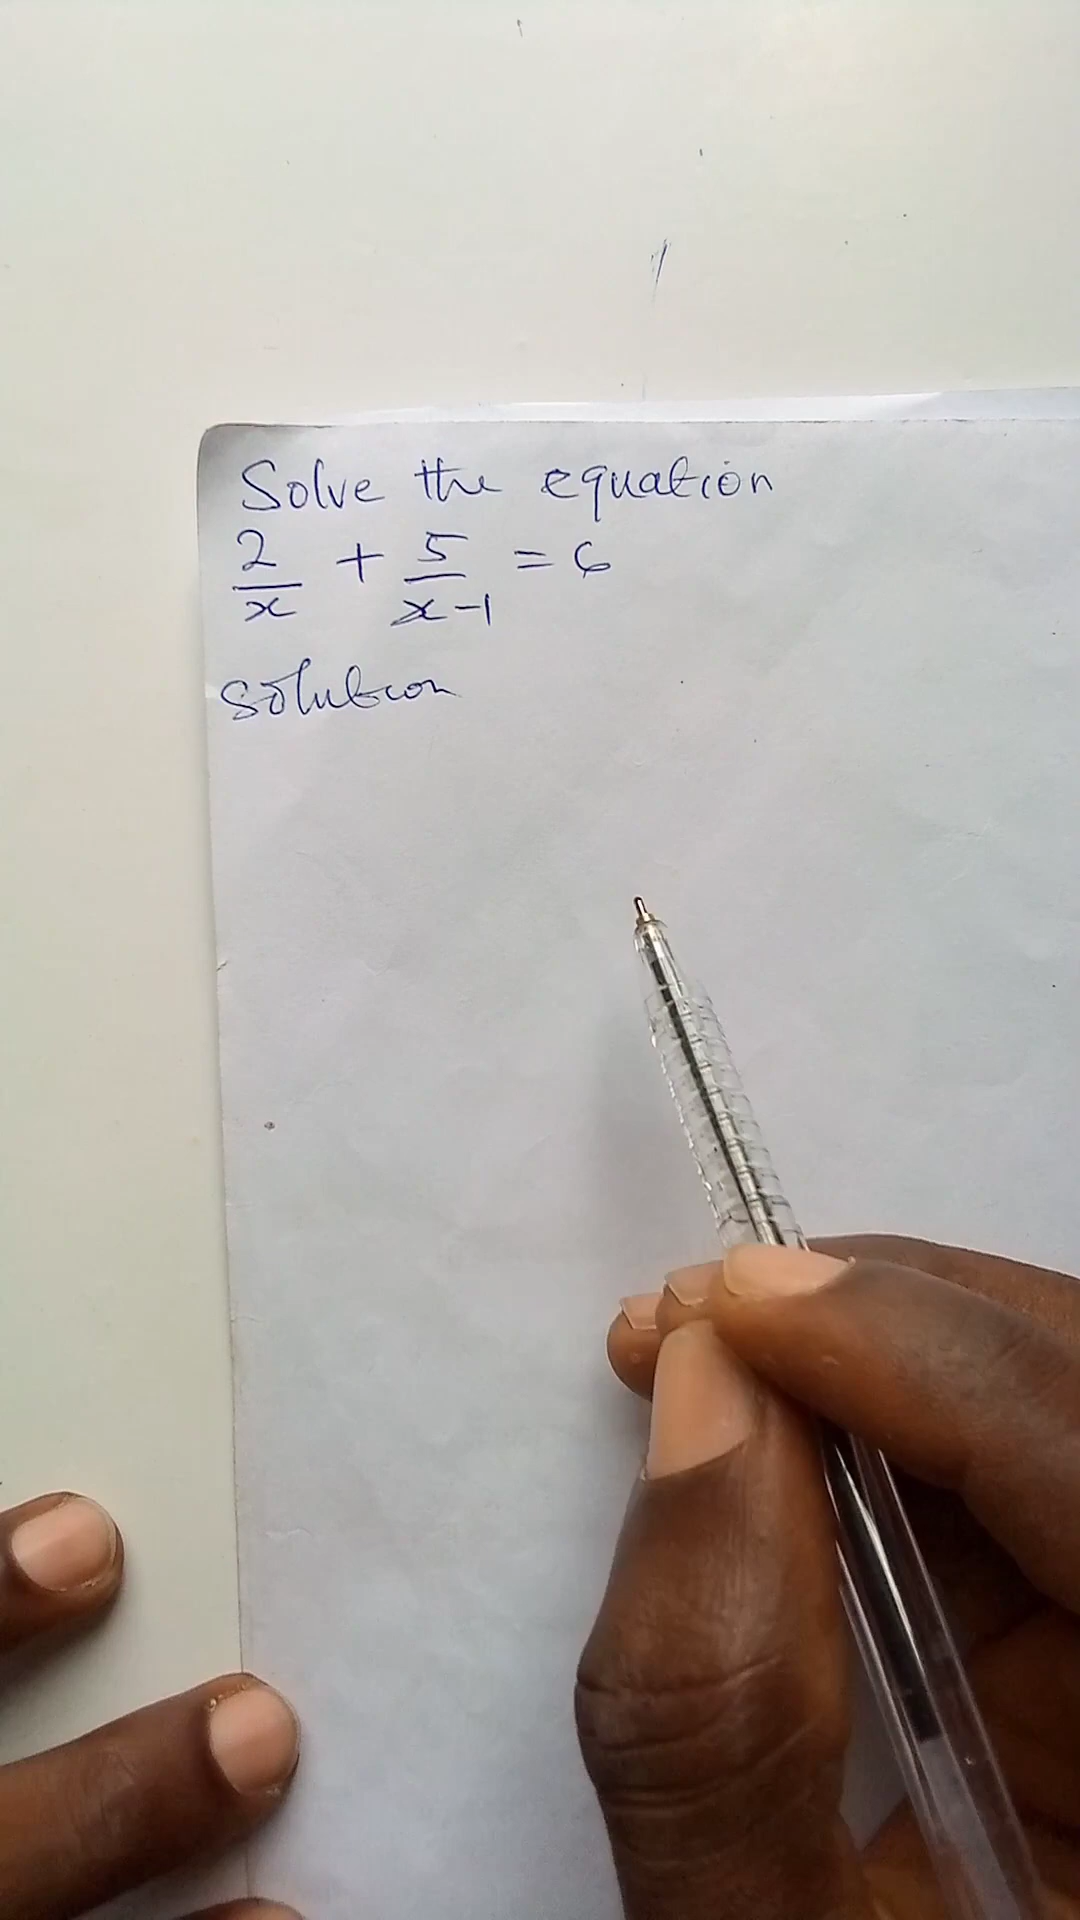 Solve the equation
2/x + 5/x-1 = 6
solution